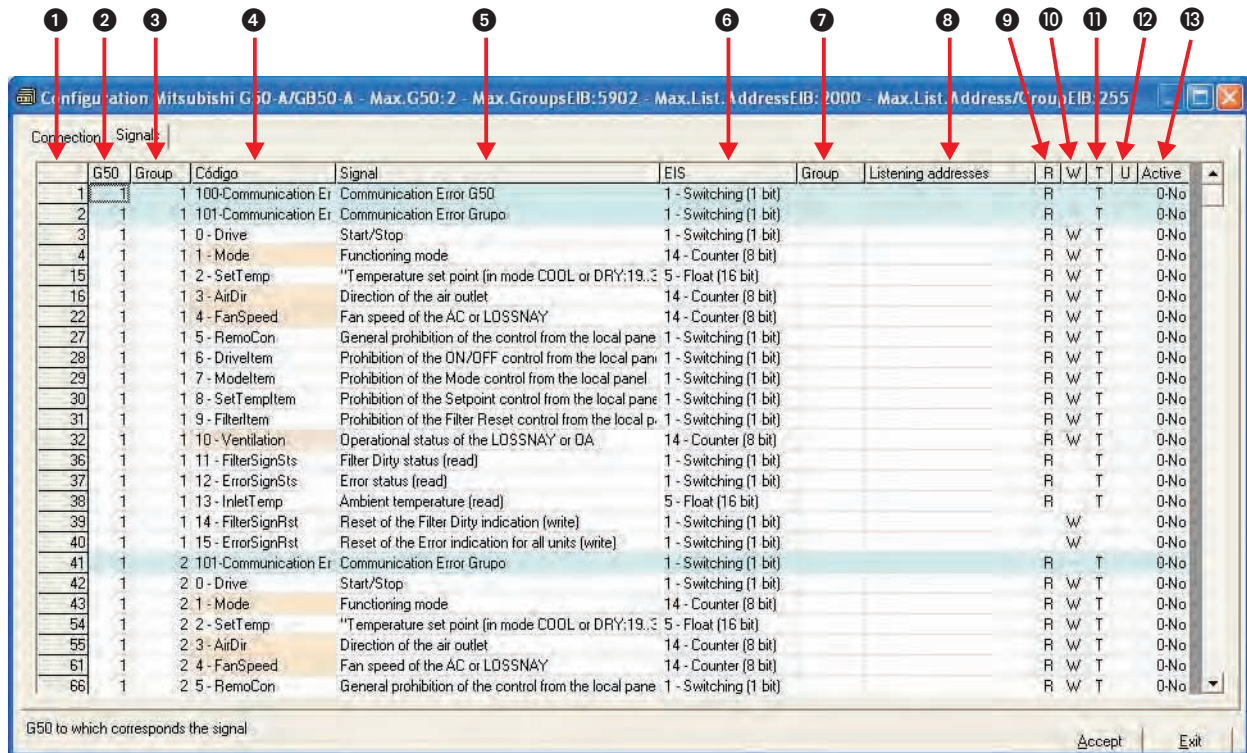 1 2 3 4 5 6 7 8 9 10 11 12 13
Configuration Mitsubishi G50-A/GB50-A - Max.G50:2 - Max.GroupsEIB:5902 - Max.List.AddressEIB:2000 - Max.List.Address/GroupEIB:255
Connection Signals
G50 Group Código Signal EIS Group Listening addresses R W T U Active
1 1 1 100-Communication Er Communication Error G50 1 - Switching (1 bit) R T 0-No
2 1 1 101-Communication Er Communication Error Grupo 1 - Switching (1 bit) R T 0-No
3 1 1 0 - Drive Start/Stop 1 - Switching (1 bit) R W T 0-No
4 1 1 1 - Mode Functioning mode 14 - Counter (8 bit) R W T 0-No
15 1 1 2 - SetTemp "Temperature set point (in mode COOL or DRY:19..3 5 - Float (16 bit) R W T 0-No
16 1 1 3 - AirDir Direction of the air outlet 14 - Counter (8 bit) R W T 0-No
22 1 1 4 - FanSpeed Fan speed of the AC or LOSSNAY 14 - Counter (8 bit) R W T 0-No
27 1 1 5 - RemoCon General prohibition of the control from the local pane 1 - Switching (1 bit) R W T 0-No
28 1 1 6 - DriveItem Prohibition of the ON/OFF control from the local pan 1 - Switching (1 bit) R W T 0-No
29 1 1 7 - ModeItem Prohibition of the Mode control from the local panel 1 - Switching (1 bit) R W T 0-No
30 1 1 8 - SetTempItem Prohibition of the Setpoint control from the local pane 1 - Switching (1 bit) R W T 0-No
31 1 1 9 - FilterItem Prohibition of the Filter Reset control from the local p 1 - Switching (1 bit) R W T 0-No
32 1 1 10 - Ventilation Operational status of the LOSSNAY or OA 14 - Counter (8 bit) R W T 0-No
36 1 1 11 - FilterSignSts Filter Dirty status (read) 1 - Switching (1 bit) R T 0-No
37 1 1 12 - ErrorSignSts Error status (read) 1 - Switching (1 bit) R T 0-No
38 1 1 13 - InletTemp Ambient temperature (read) 5 - Float (16 bit) R T 0-No
39 1 1 14 - FilterSignRst Reset of the Filter Dirty indication (write) 1 - Switching (1 bit) W 0-No
40 1 1 15 - ErrorSignRst Reset of the Error indication for all units (write) 1 - Switching (1 bit) W 0-No
41 1 2 101-Communication Er Communication Error Grupo 1 - Switching (1 bit) R T 0-No
42 1 2 0 - Drive Start/Stop 1 - Switching (1 bit) R W T 0-No
43 1 2 1 - Mode Functioning mode 14 - Counter (8 bit) R W T 0-No
54 1 2 2 - SetTemp "Temperature set point (in mode COOL or DRY:19..3 5 - Float (16 bit) R W T 0-No
55 1 2 3 - AirDir Direction of the air outlet 14 - Counter (8 bit) R W T 0-No
61 1 2 4 - FanSpeed Fan speed of the AC or LOSSNAY 14 - Counter (8 bit) R W T 0-No
66 1 2 5 - RemoCon General prohibition of the control from the local pane 1 - Switching (1 bit) R W T 0-No
G50 to which corresponds the signal
Accept Exit